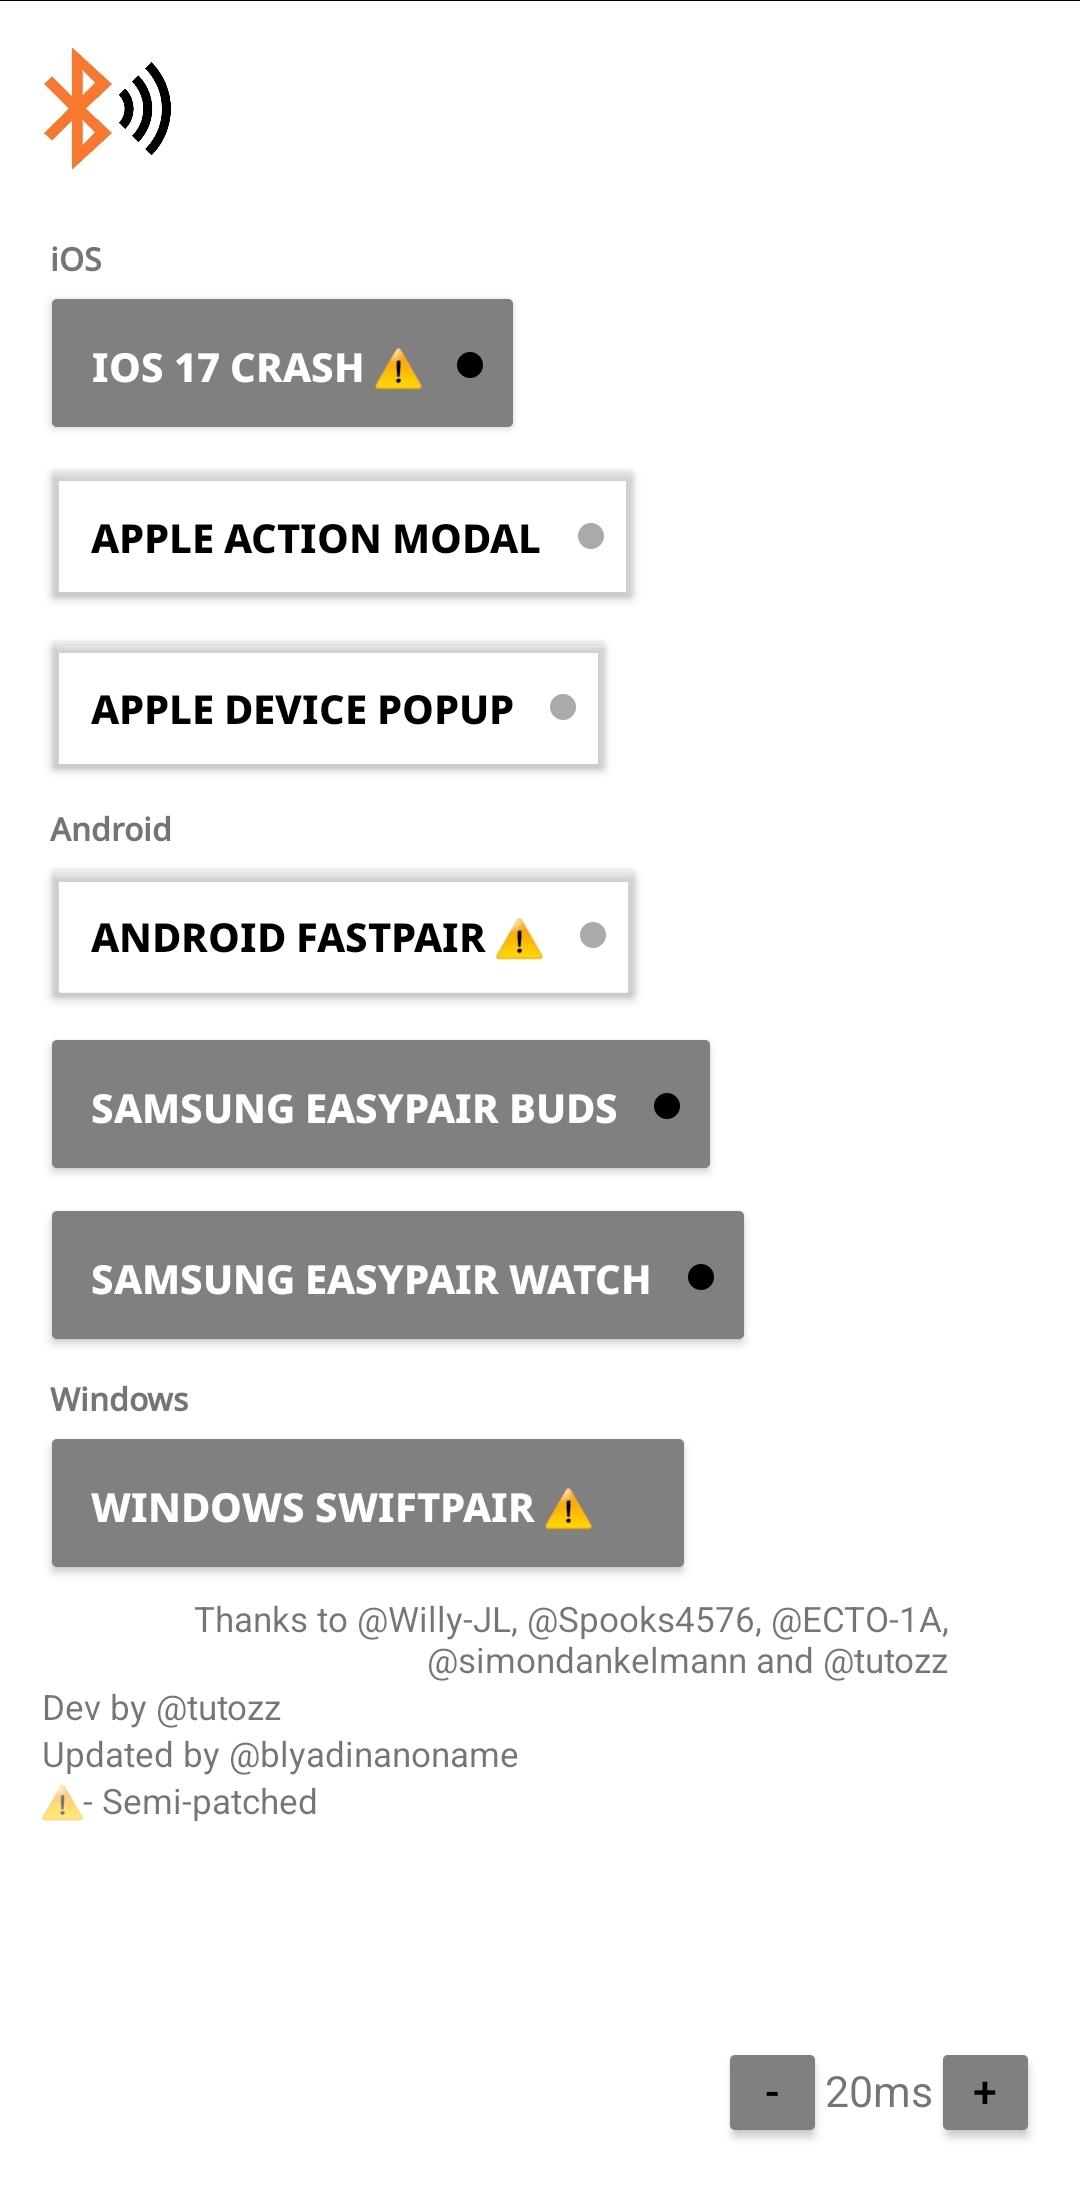 iOS
IOS 17 CRASH ⚠️
APPLE ACTION MODAL
APPLE DEVICE POPUP
Android
ANDROID FASTPAIR ⚠️
SAMSUNG EASYPAIR BUDS
SAMSUNG EASYPAIR WATCH
Windows
WINDOWS SWIFTPAIR ⚠️
Thanks to @Willy-JL, @Spooks4576, @ECTO-1A,
@simondankelmann and @tutozz
Dev by @tutozz
Updated by @blyadinanoname
⚠️- Semi-patched
- 20ms +